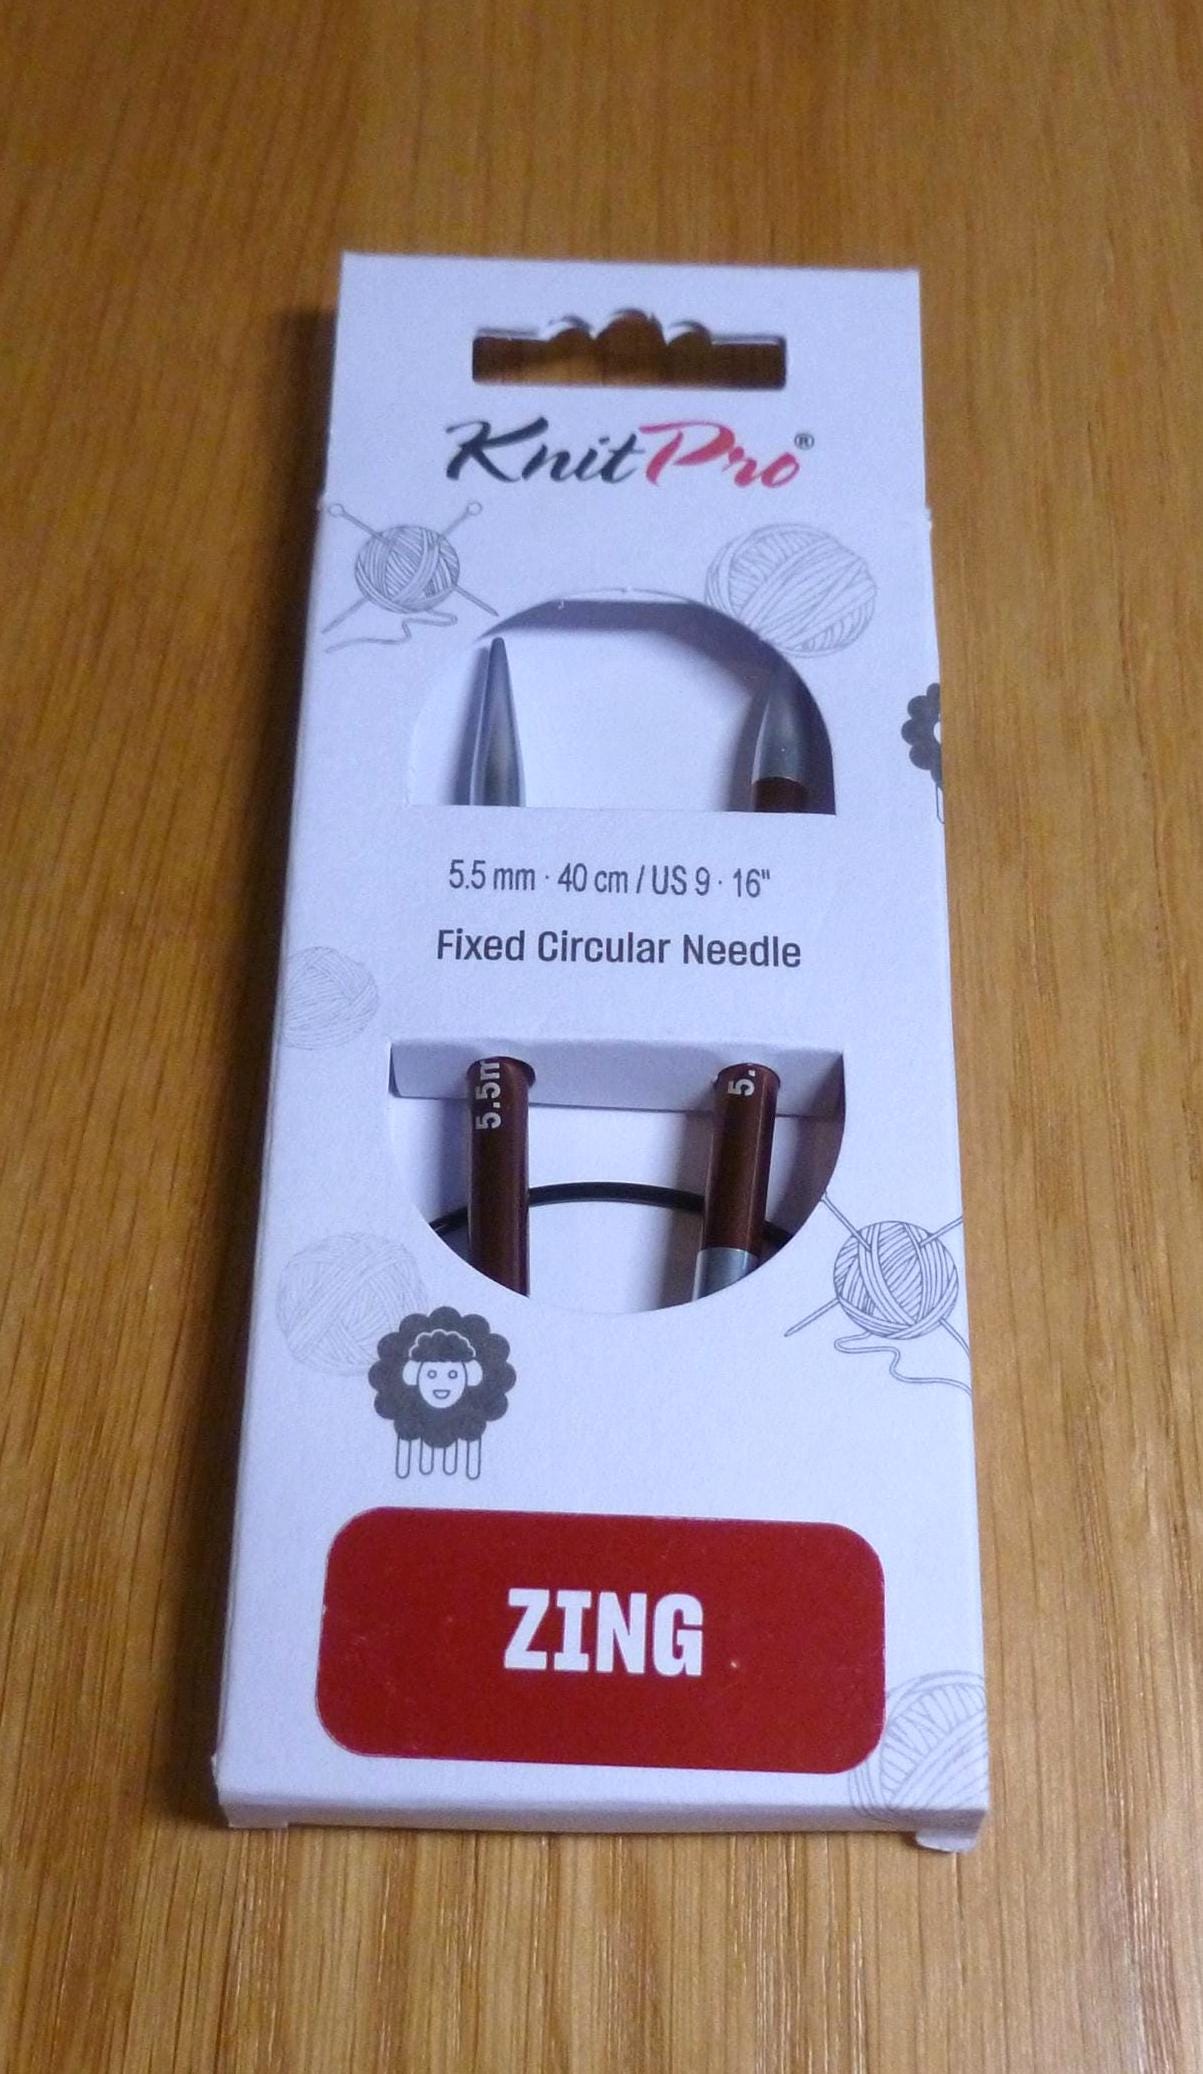 KnitPro®
5.5 mm · 40 cm / US 9 · 16"
Fixed Circular Needle
5.5m
5.
ZING